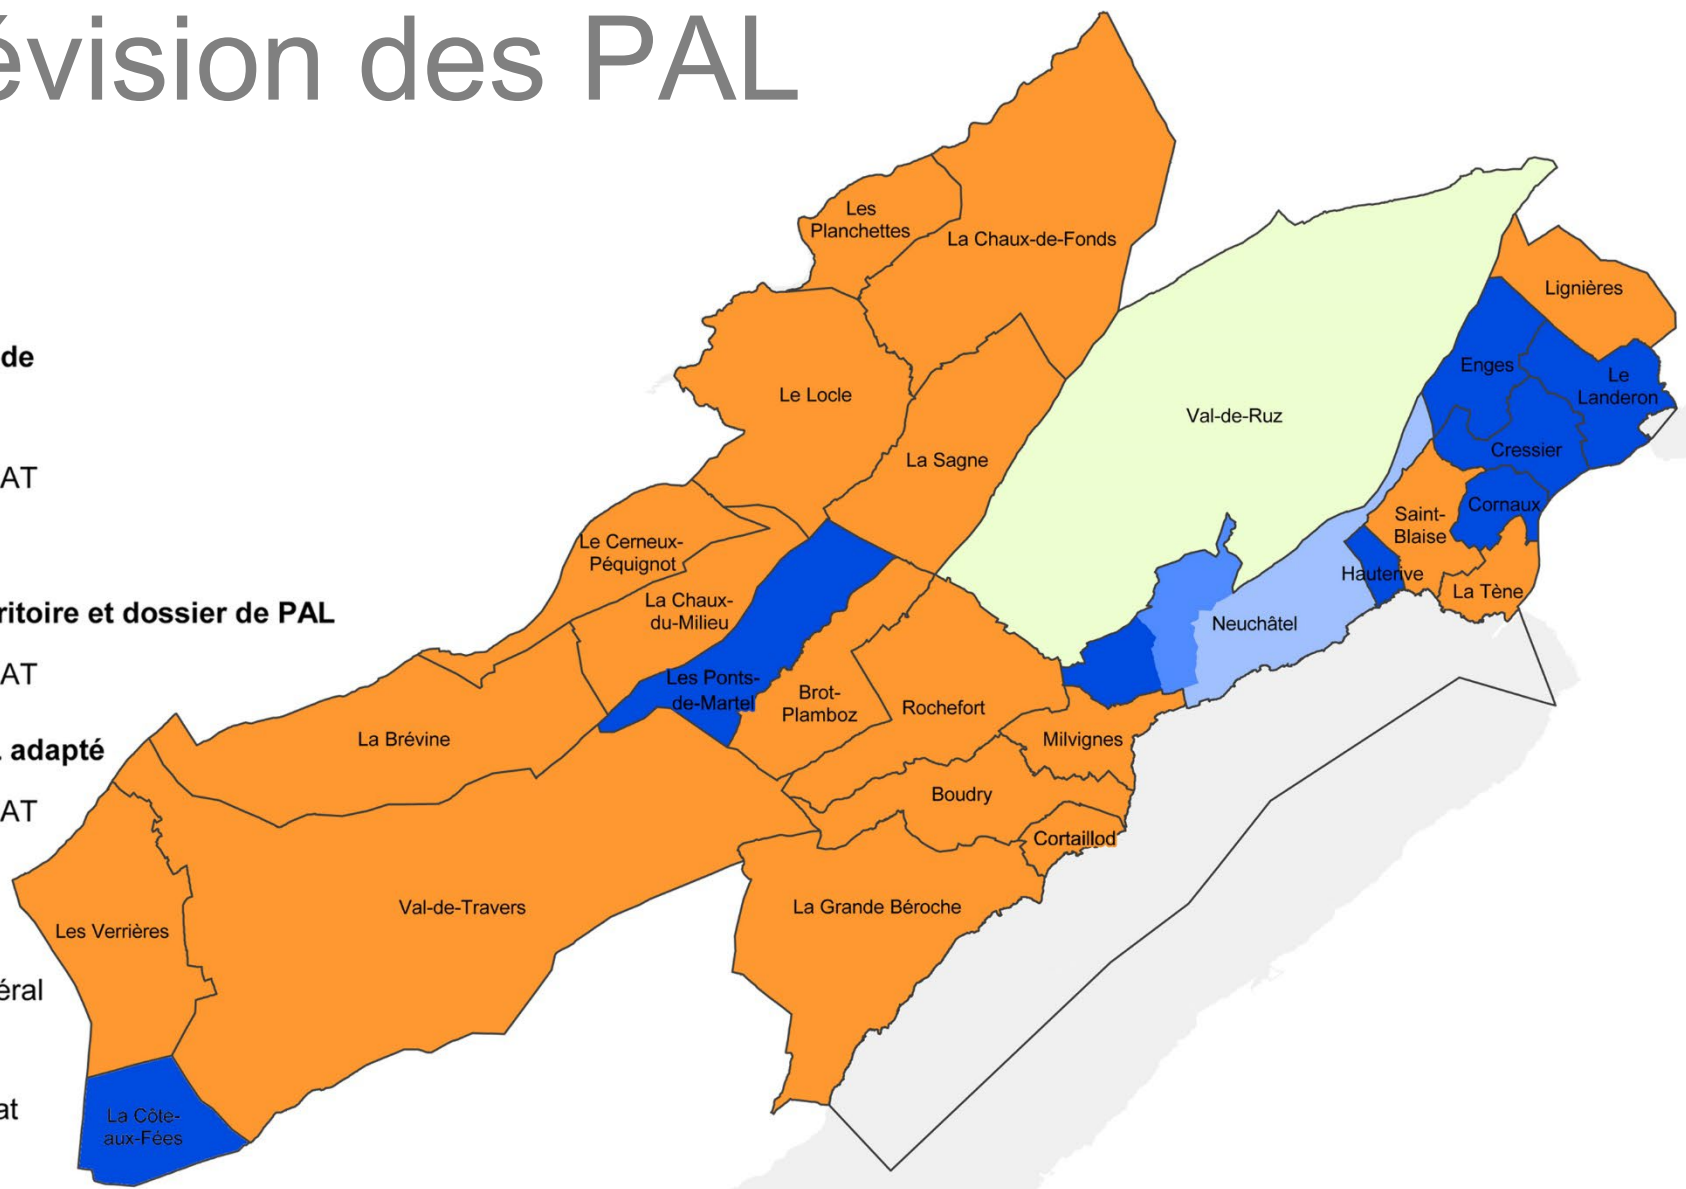 évision des PAL
de
AT
ritoire et dossier de PAL
AT
adapté
AT
éral
at
Les
Planchettes
La Chaux-de-Fonds
Lignières
Le Locle
Enges
Le
Landeron
Val-de-Ruz
La Sagne
Cressier
Cornaux
Saint-
Blaise
Le Cerneux-
Péquignot
Hauterive
La Tène
La Chaux-
du-Milieu
Neuchâtel
Les Ponts-
de-Martel
Brot-
Plamboz
Rochefort
La Brévine
Milvignes
Boudry
Cortaillod
Val-de-Travers
La Grande Béroche
Les Verrières
La Côte-
aux-Fées